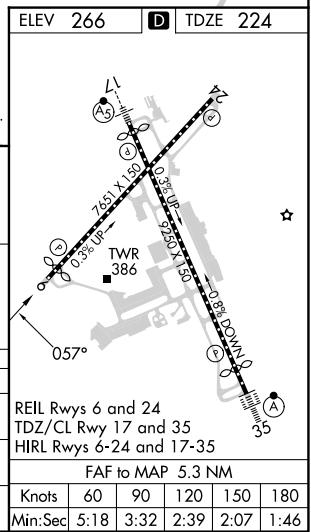 ELEV 266 D TDZE 224
17
24
A5
P
P
7651 X 150
0.3% UP
0.3% UP
9250 X 150
P
TWR
386
0.8% DOWN
057°
P
A
35
REIL Rwys 6 and 24
TDZ/CL Rwy 17 and 35
HIRL Rwys 6-24 and 17-35
FAF to MAP 5.3 NM
Knots 60 90 120 150 180
Min:Sec 5:18 3:32 2:39 2:07 1:46